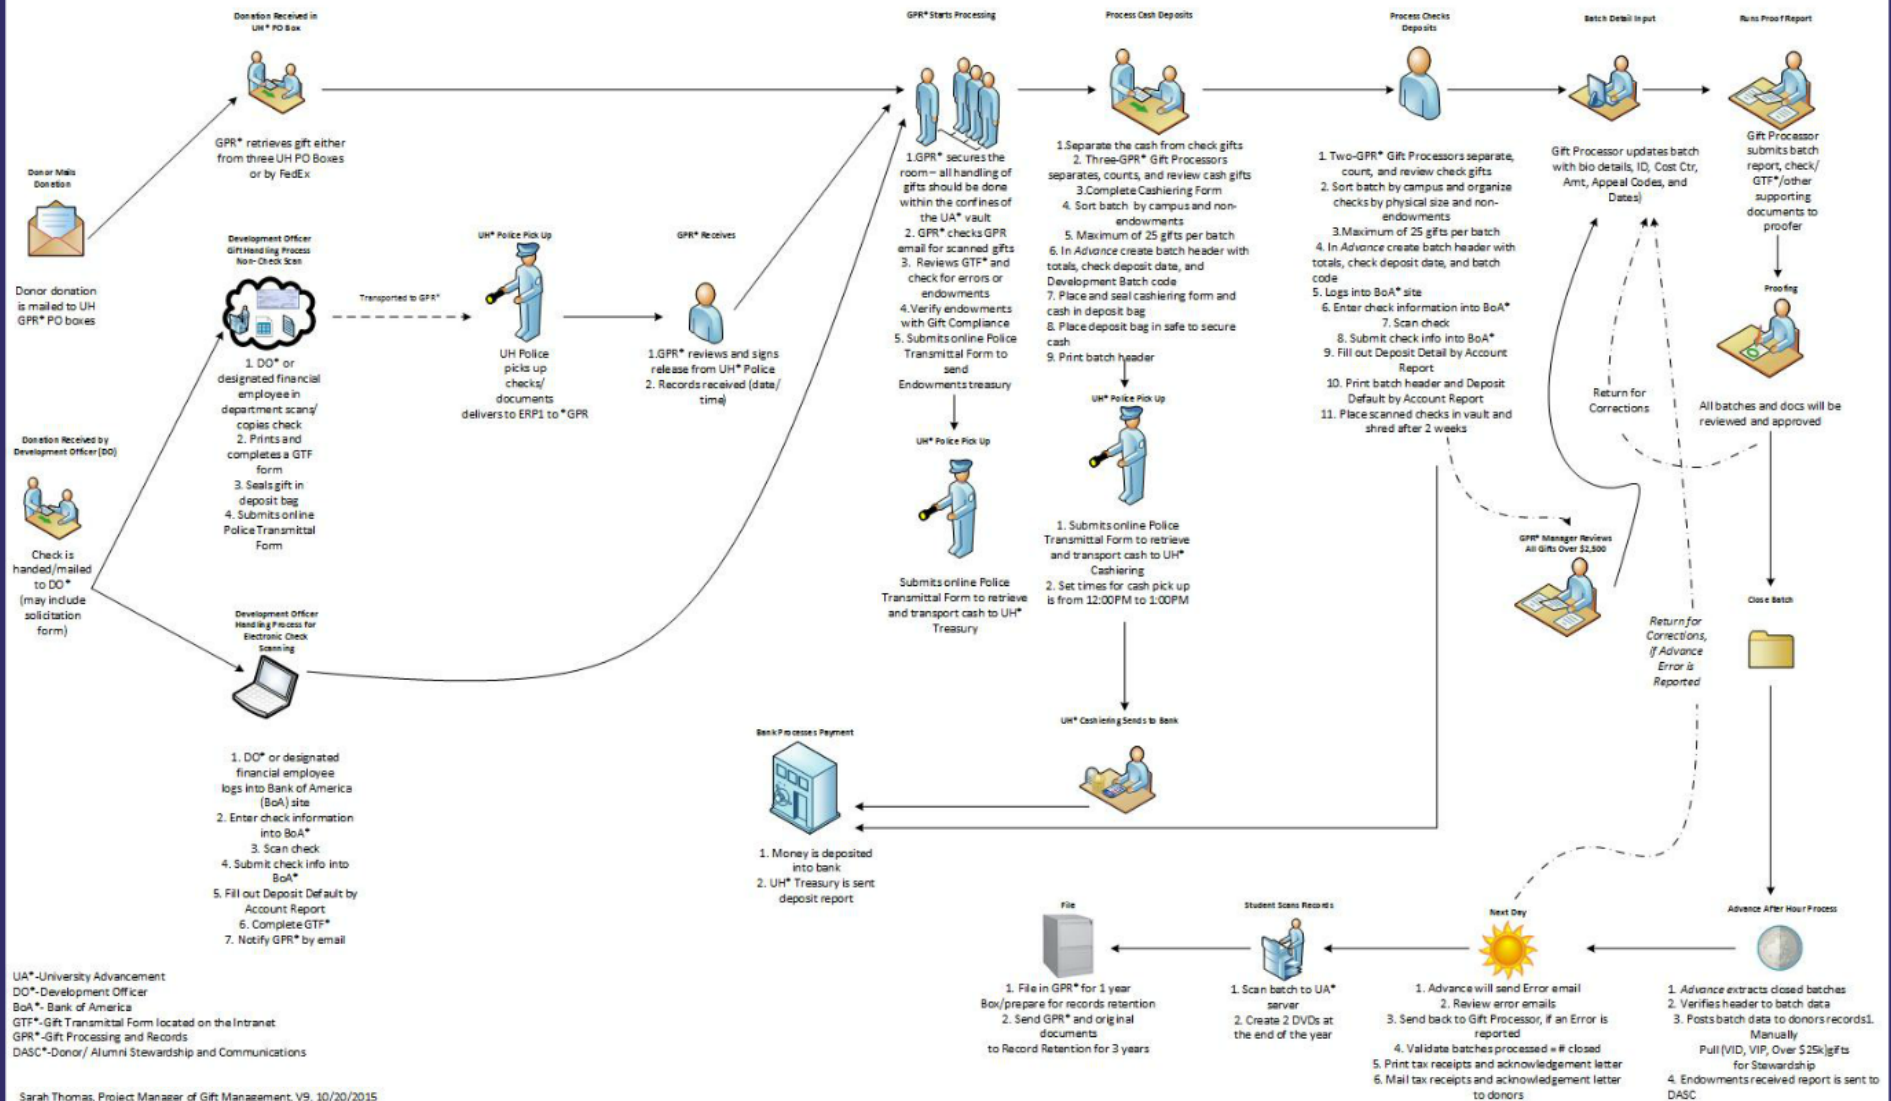 Donation Received in
UH* PO Box
GPR* retrieves gift either
from three UH PO Boxes
or by FedEx
Donor Mails
Donation
Donor donation
is mailed to UH
GPR* PO boxes
Donation Received by
Development Officer (DO)
Check is
handed/mailed
to DO*
(may include
solicitation
form)
Development Officer
Gift Handling Process
Non-Check Scan
1. DO* or
designated financial
employee in
department scans/
copies check
2. Prints and
completes a GTF
form
3. Seals gift in
deposit bag
4. Submits online
Police Transmittal
Form
Transported to GPR*
UH* Police Pick Up
UH Police
picks up
checks/
documents
delivers to ERP1 to *GPR
GPR* Receives
1.GPR* reviews and signs
release from UH* Police
2. Records received (date/
time)
Development Officer
Handling Process for
Electronic Check
Scanning
1. DO* or designated
financial employee
logs into Bank of America
(BoA) site
2. Enter check information
into BoA*
3. Scan check
4. Submit check info into
BoA*
5. Fill out Deposit Default by
Account Report
6. Complete GTF*
7. Notify GPR* by email
GPR* Starts Processing
1.GPR* secures the
room – all handling of
gifts should be done
within the confines of
the UA* vault
2. GPR* checks GPR
email for scanned gifts
3. Reviews GTF* and
check for errors or
endowments
4.Verify endowments
with Gift Compliance
5. Submits online Police
Transmittal Form to
send
Endowments treasury
UH* Police Pick Up
Submits online Police
Transmittal Form to retrieve
and transport cash to UH*
Treasury
Process Cash Deposits
1.Separate the cash from check gifts
2. Three-GPR* Gift Processors
separates, counts, and review cash gifts
3.Complete Cashiering Form
4. Sort batch by campus and non-
endowments
5. Maximum of 25 gifts per batch
6. In Advance create batch header with
totals, check deposit date, and
Development Batch code
7. Place and seal cashiering form and
cash in deposit bag
8. Place deposit bag in safe to secure
cash
9. Print batch header
UH* Police Pick Up
1. Submits online Police
Transmittal Form to retrieve
and transport cash to UH*
Cashiering
2. Set times for cash pick up
is from 12:00PM to 1:00PM
UH* Cashiering Sends to Bank
Bank Processes Payment
1. Money is deposited
into bank
2. UH* Treasury is sent
deposit report
Process Checks
Deposits
1. Two-GPR* Gift Processors separate,
count, and review check gifts
2. Sort batch by campus and organize
checks by physical size and non-
endowments
3.Maximum of 25 gifts per batch
4. In Advance create batch header with
totals, check deposit date, and batch
code
5. Logs into BoA* site
6. Enter check information into BoA*
7. Scan check
8. Submit check info into BoA*
9. Fill out Deposit Detail by Account
Report
10. Print batch header and Deposit
Default by Account Report
11. Place scanned checks in vault and
shred after 2 weeks
GPR* Manager Reviews
All Gifts Over $2,500
Batch Detail Input
Gift Processor updates batch
with bio details, ID, Cost Ctr,
Amt, Appeal Codes, and
Dates)
Return for
Corrections
Return for
Corrections,
if Advance
Error is
Reported
Runs Proof Report
Gift Processor
submits batch
report, check/
GTF*/other
supporting
documents to
proofer
Proofing
All batches and docs will be
reviewed and approved
Close Batch
Advance After Hour Process
1. Advance extracts closed batches
2. Verifies header to batch data
3. Posts batch data to donors records1.
Manually
Pull (VID, VIP, Over $25k)gifts
for Stewardship
4. Endowments received report is sent to
DASC
Next Day
1. Advance will send Error email
2. Review error emails
3. Send back to Gift Processor, if an Error is
reported
4. Validate batches processed = # closed
5. Print tax receipts and acknowledgement letter
6. Mail tax receipts and acknowledgement letter
to donors
Student Scans Records
1. Scan batch to UA*
server
2. Create 2 DVDs at
the end of the year
File
1. File in GPR* for 1 year
Box/prepare for records retention
2. Send GPR* and original
documents
to Record Retention for 3 years
UA*-University Advancement
DO*-Development Officer
BoA*- Bank of America
GTF*-Gift Transmittal Form located on the Intranet
GPR*-Gift Processing and Records
DASC*-Donor/ Alumni Stewardship and Communications
Sarah Thomas, Project Manager of Gift Management, V9, 10/20/2015